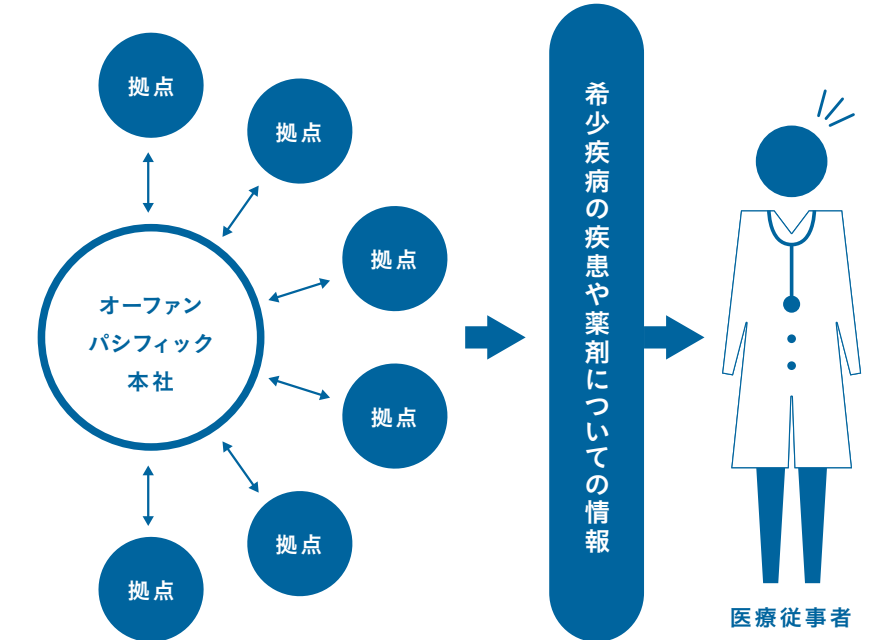 拠点
拠点
拠点
オーファン
パシフィック
本社
拠点
拠点
拠点
希少疾病の疾患や薬剤についての情報
医療従事者